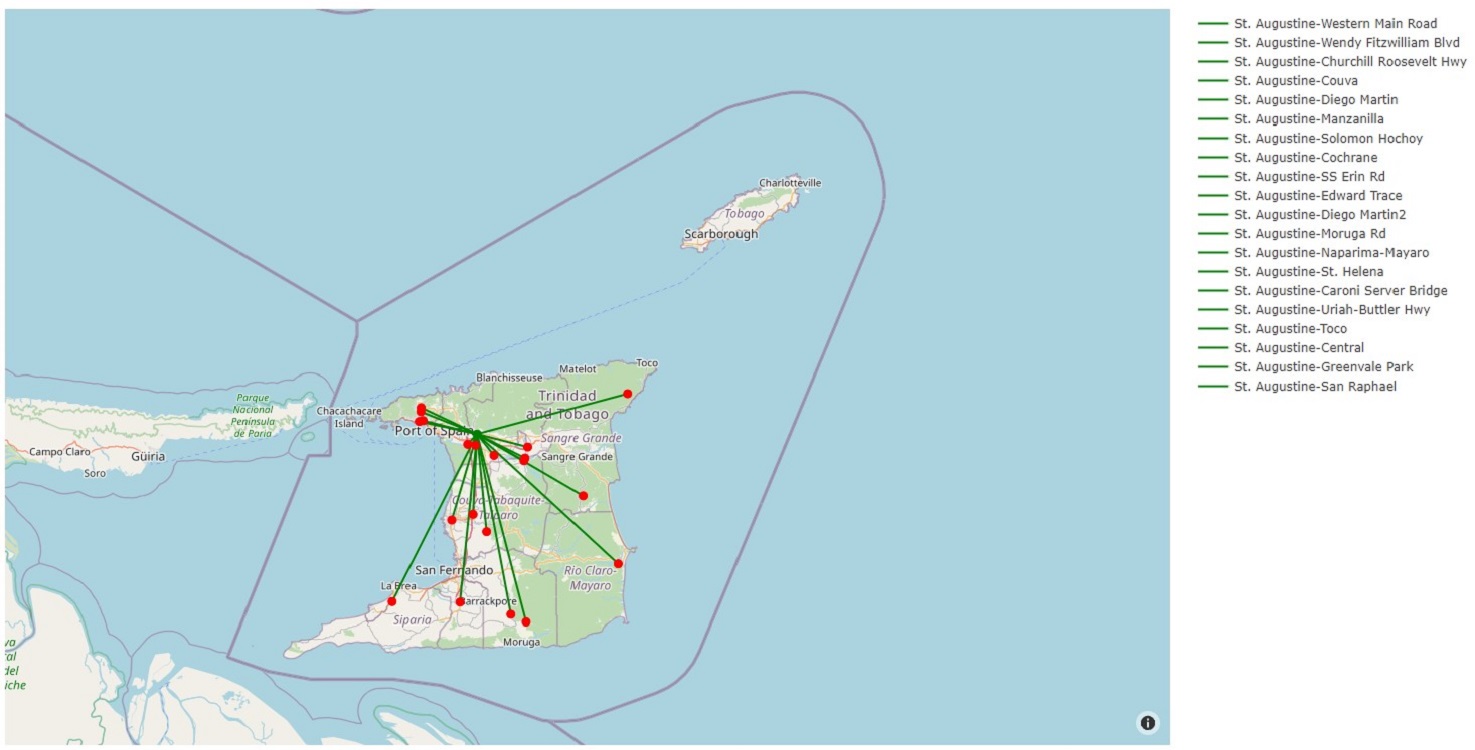 Charlotteville
Tobago
Scarborough
Toco
Matelot
Blanchisseuse
Trinidad
and Tobago
Parque
Nacional
Península
de Paria
Chacachacare
Island
Port of Spain
Sangre Grande
Sangre Grande
Campo Claro
Güiria
Soro
Couva-Tabaquite-
Talparo
San Fernando
Río Claro-
Mayaro
La Brea
Barrackpore
Siparia
Moruga
del
iche
St. Augustine-Western Main Road
St. Augustine-Wendy Fitzwilliam Blvd
St. Augustine-Churchill Roosevelt Hwy
St. Augustine-Couva
St. Augustine-Diego Martin
St. Augustine-Manzanilla
St. Augustine-Solomon Hochoy
St. Augustine-Cochrane
St. Augustine-SS Erin Rd
St. Augustine-Edward Trace
St. Augustine-Diego Martin2
St. Augustine-Moruga Rd
St. Augustine-Naparima-Mayaro
St. Augustine-St. Helena
St. Augustine-Caroni Server Bridge
St. Augustine-Uriah-Buttler Hwy
St. Augustine-Toco
St. Augustine-Central
St. Augustine-Greenvale Park
St. Augustine-San Raphael